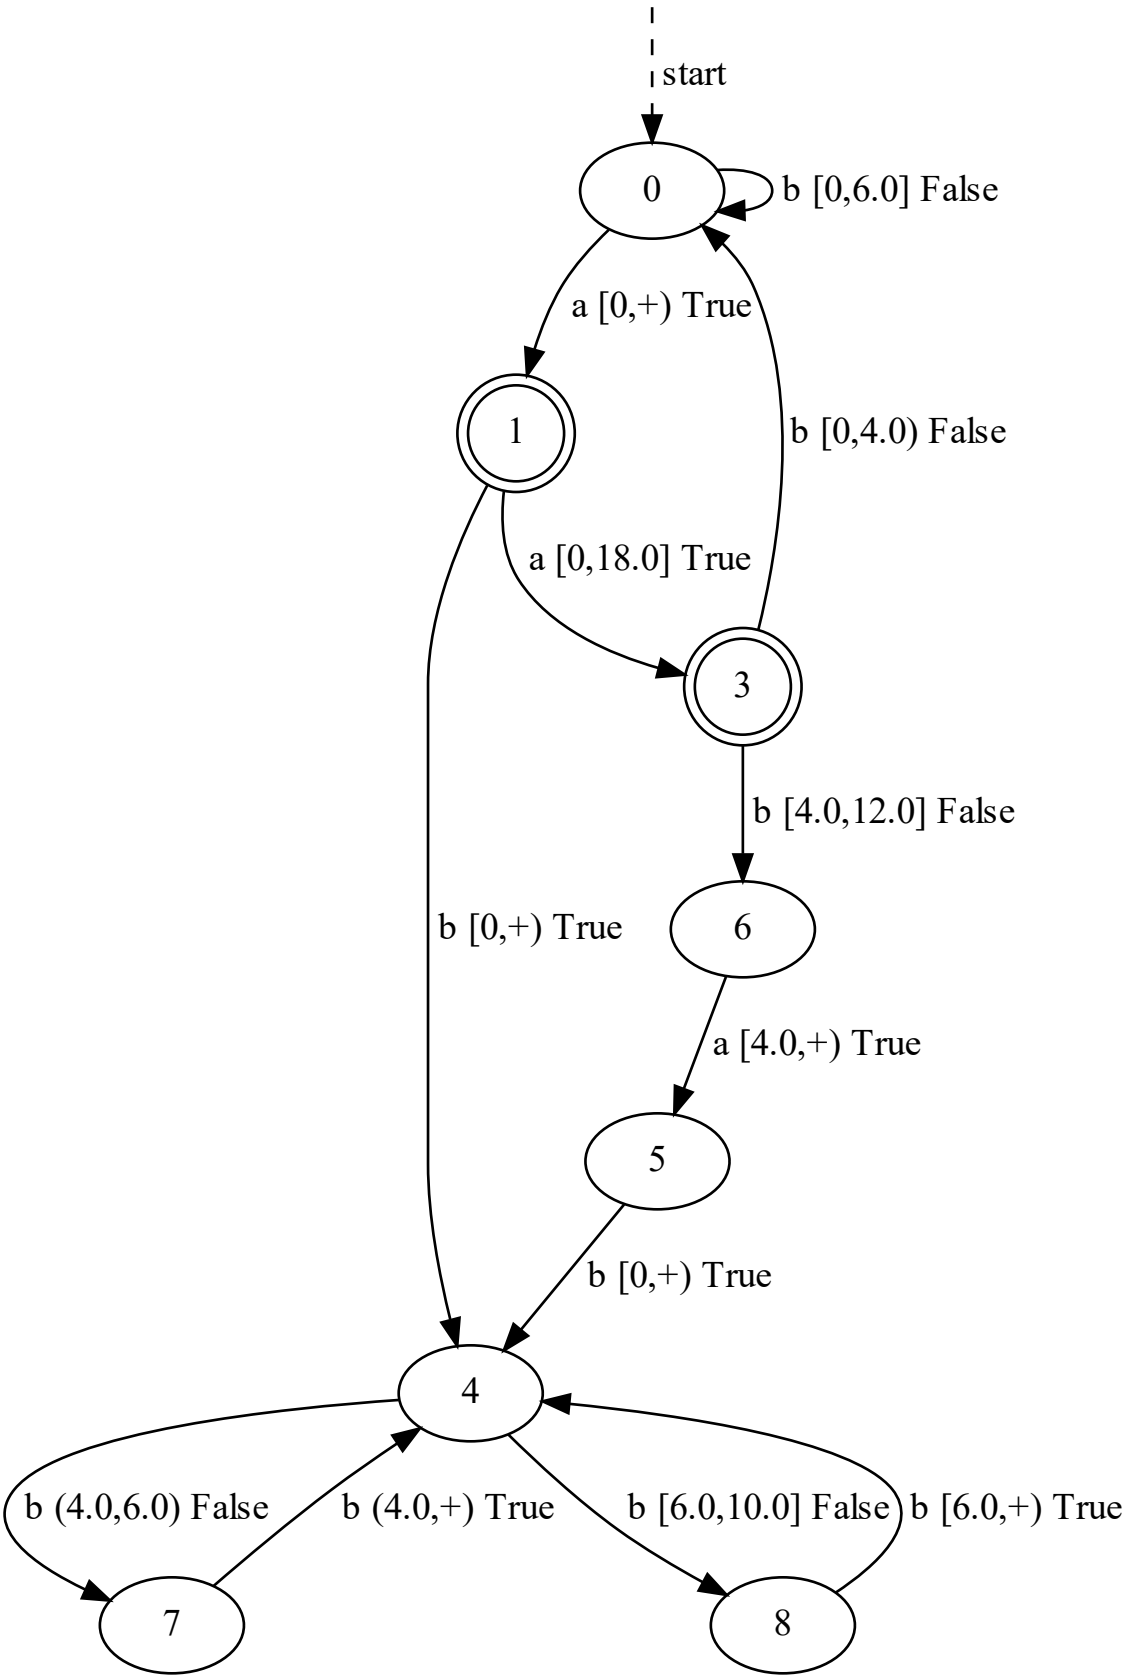 start
0
b [0,6.0] False
a [0,+) True
1
b [0,4.0) False
a [0,18.0] True
3
b [4.0,12.0] False
b [0,+) True
6
a [4.0,+) True
5
b [0,+) True
4
b (4.0,6.0) False
b (4.0,+) True
b [6.0,10.0] False
b [6.0,+) True
7
8